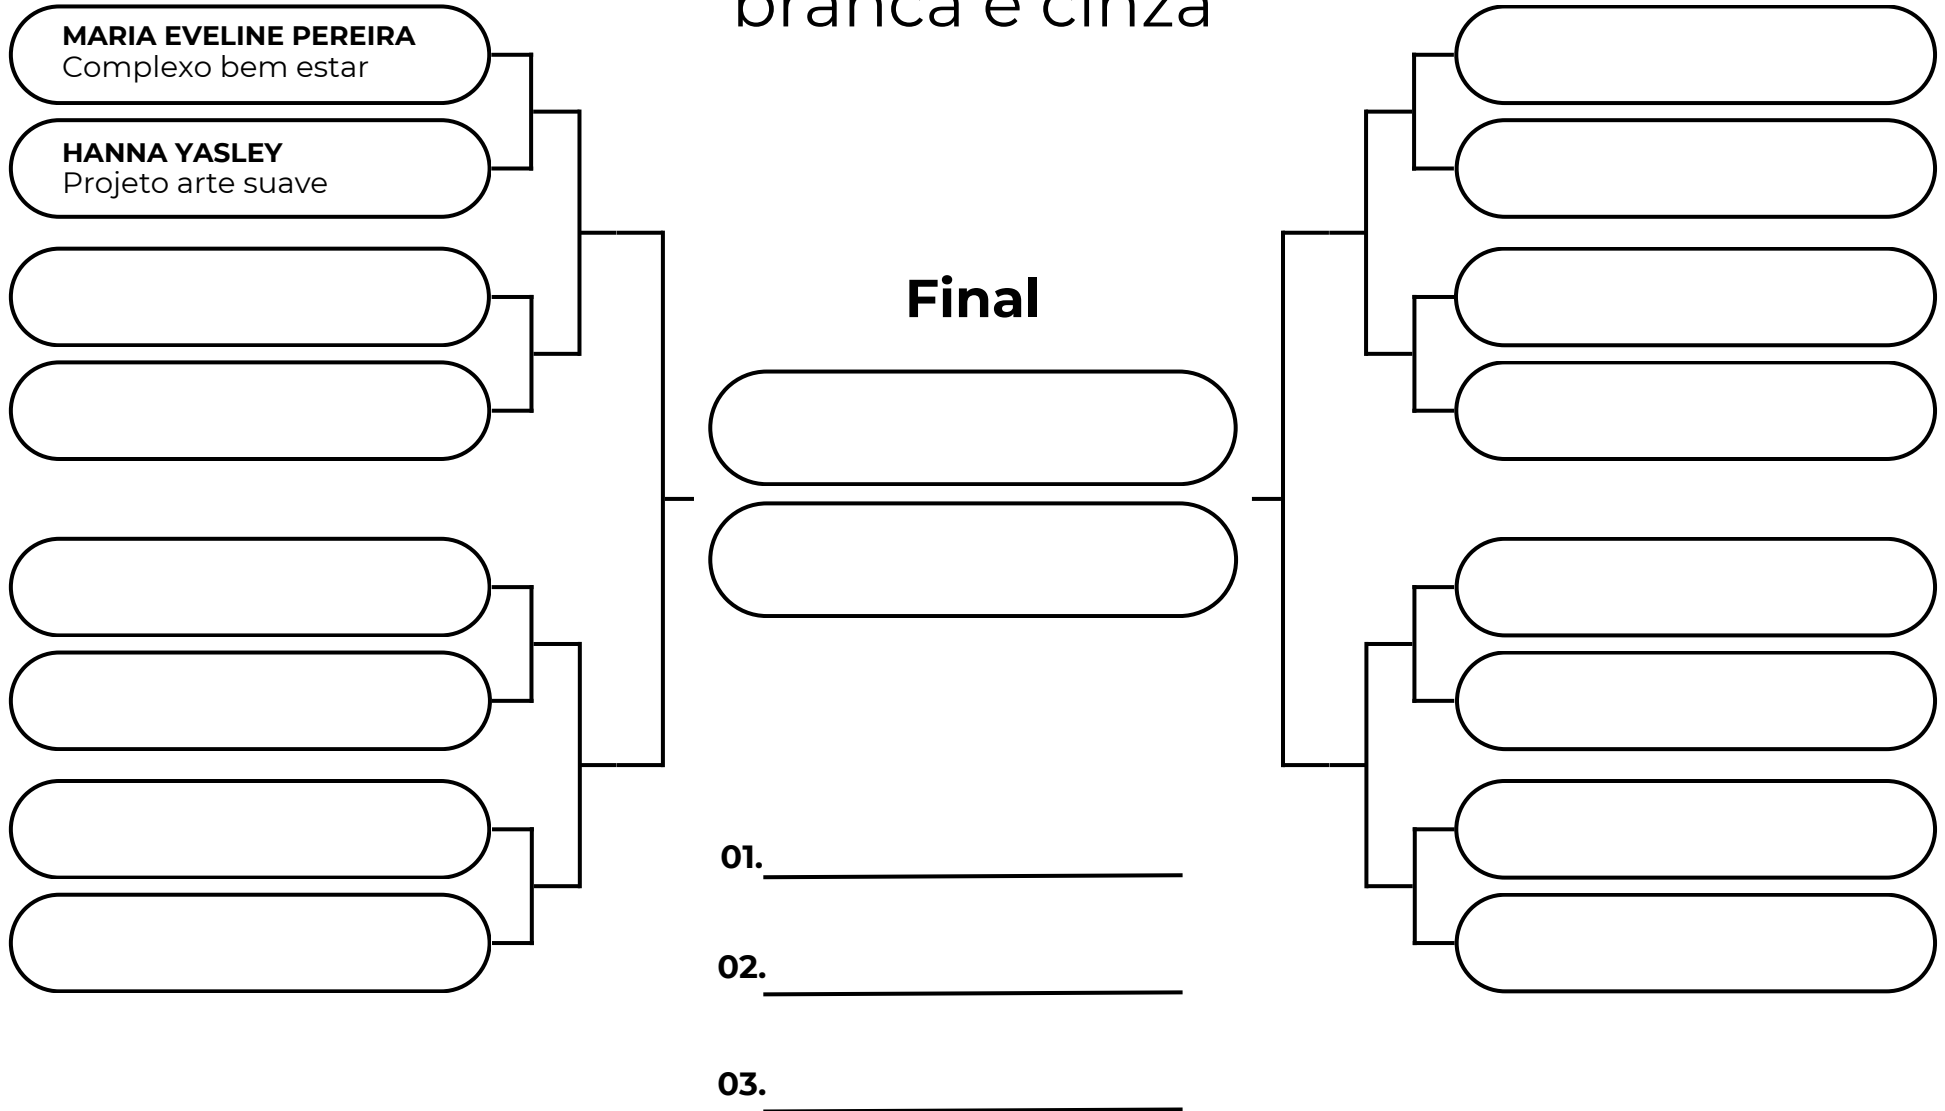 branca e cinza
MARIA EVELINE PEREIRA
Complexo bem estar
HANNA YASLEY
Projeto arte suave
Final
01.
02.
03.